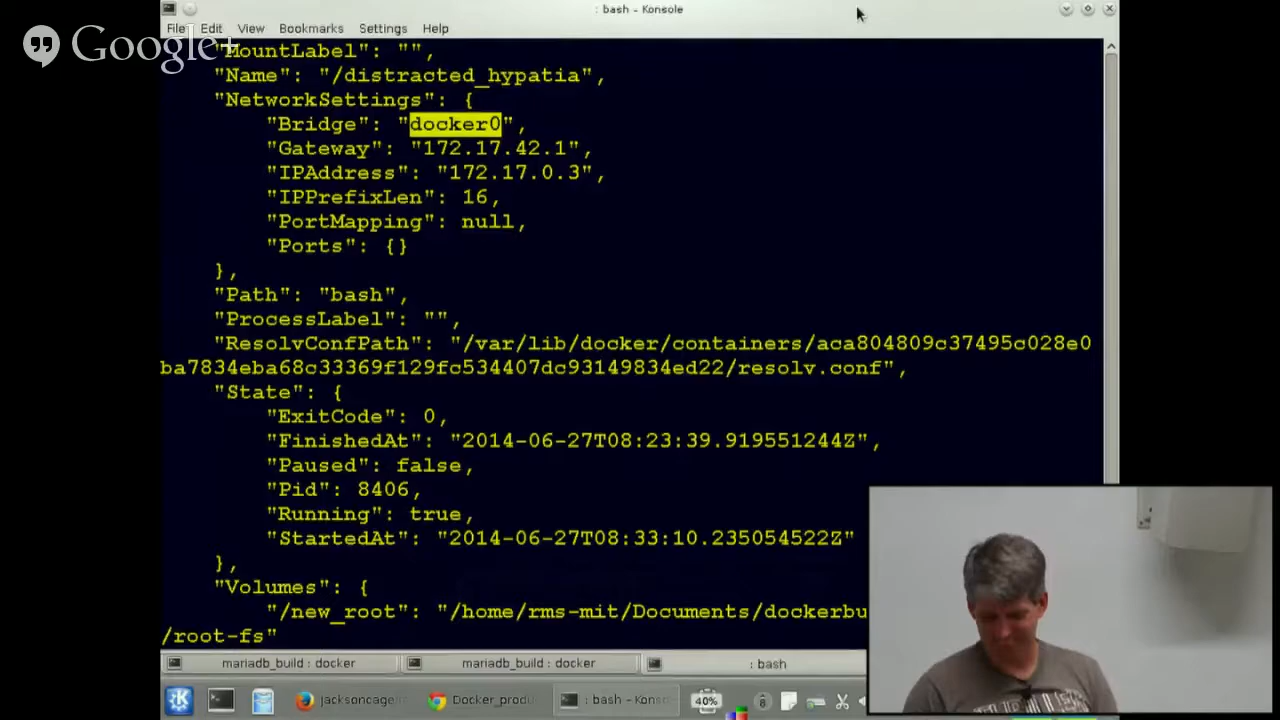 : bash - Konsole
File Edit View Bookmarks Settings Help
Google+
"MountLabel": "",
"Name": "/distracted_hypatia",
"NetworkSettings": {
"Bridge": "docker0",
"Gateway": "172.17.42.1",
"IPAddress": "172.17.0.3",
"IPPrefixLen": 16,
"PortMapping": null,
"Ports": {}
},
"Path": "bash",
"ProcessLabel": "",
"ResolvConfPath": "/var/lib/docker/containers/aca804809c37495c028e0
ba7834eba68c33369f129fc534407dc93149834ed22/resolv.conf",
"State": {
"ExitCode": 0,
"FinishedAt": "2014-06-27T08:23:39.919551244Z",
"Paused": false,
"Pid": 8406,
"Running": true,
"StartedAt": "2014-06-27T08:33:10.235054522Z"
},
"Volumes": {
"/new_root": "/home/rms-mit/Documents/dockerbu
/root-fs"
mariadb_build : docker mariadb_build : docker : bash
jacksoncage Docker_produ : bash - Konso 40% 8